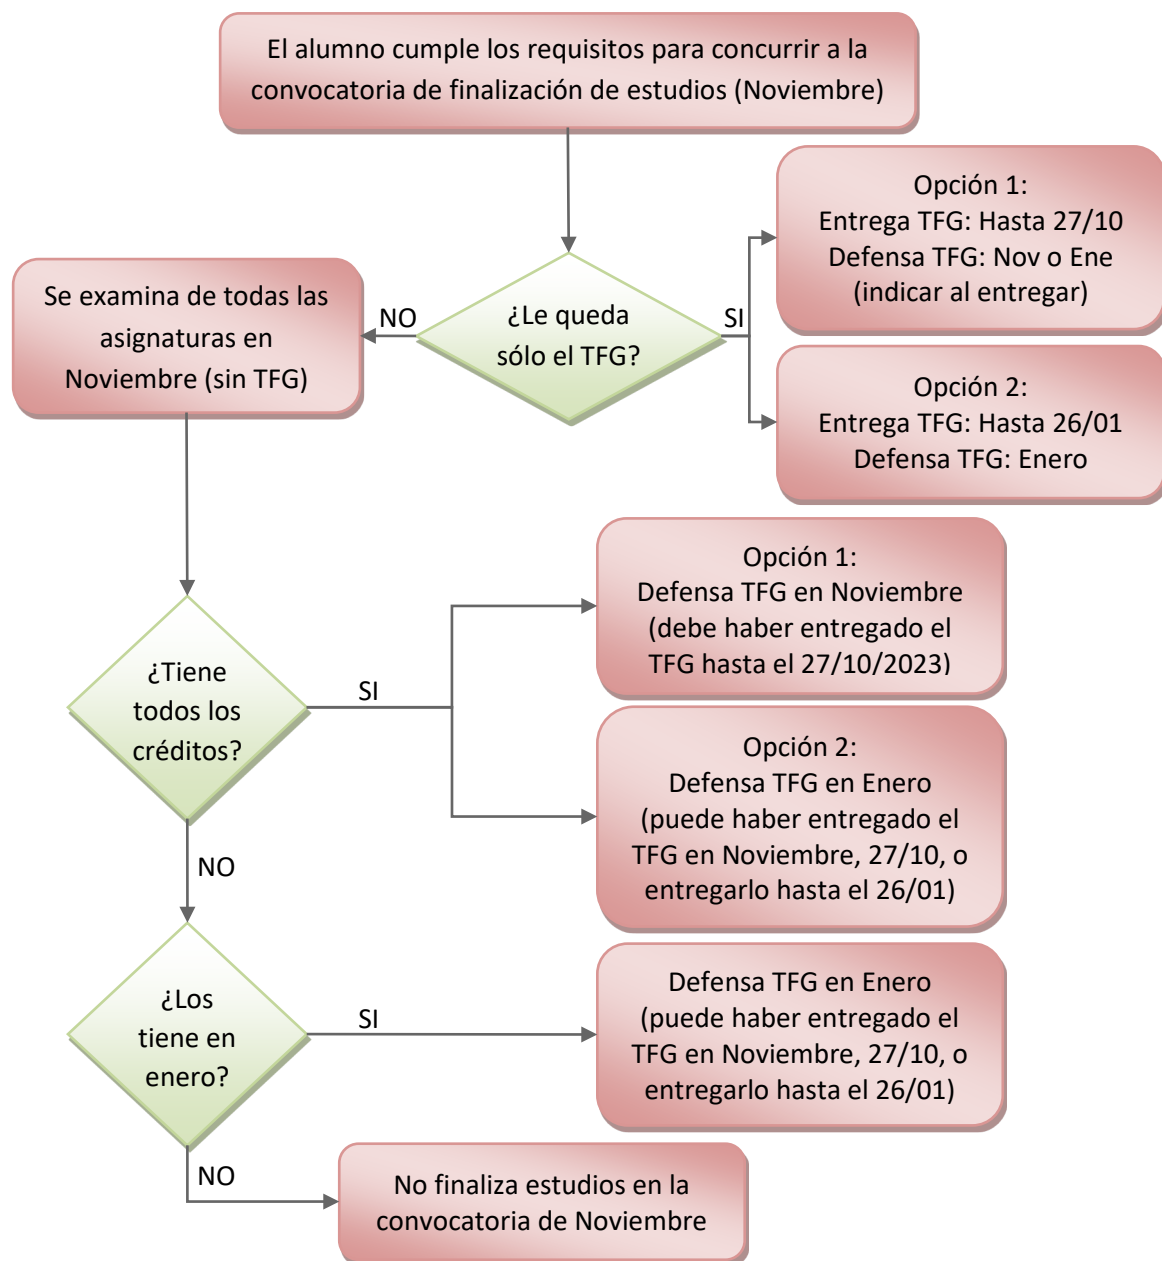 El alumno cumple los requisitos para concurrir a la
convocatoria de finalización de estudios (Noviembre)
Opción 1:
Entrega TFG: Hasta 27/10
Defensa TFG: Nov o Ene
(indicar al entregar)
Se examina de todas las
asignaturas en
Noviembre (sin TFG)
NO
¿Le queda
sólo el TFG?
SI
Opción 2:
Entrega TFG: Hasta 26/01
Defensa TFG: Enero
Opción 1:
Defensa TFG en Noviembre
(debe haber entregado el
TFG hasta el 27/10/2023)
¿Tiene
todos los
créditos?
SI
Opción 2:
Defensa TFG en Enero
(puede haber entregado el
TFG en Noviembre, 27/10, o
entregarlo hasta el 26/01)
NO
¿Los
tiene en
enero?
SI
Defensa TFG en Enero
(puede haber entregado el
TFG en Noviembre, 27/10, o
entregarlo hasta el 26/01)
NO
No finaliza estudios en la
convocatoria de Noviembre